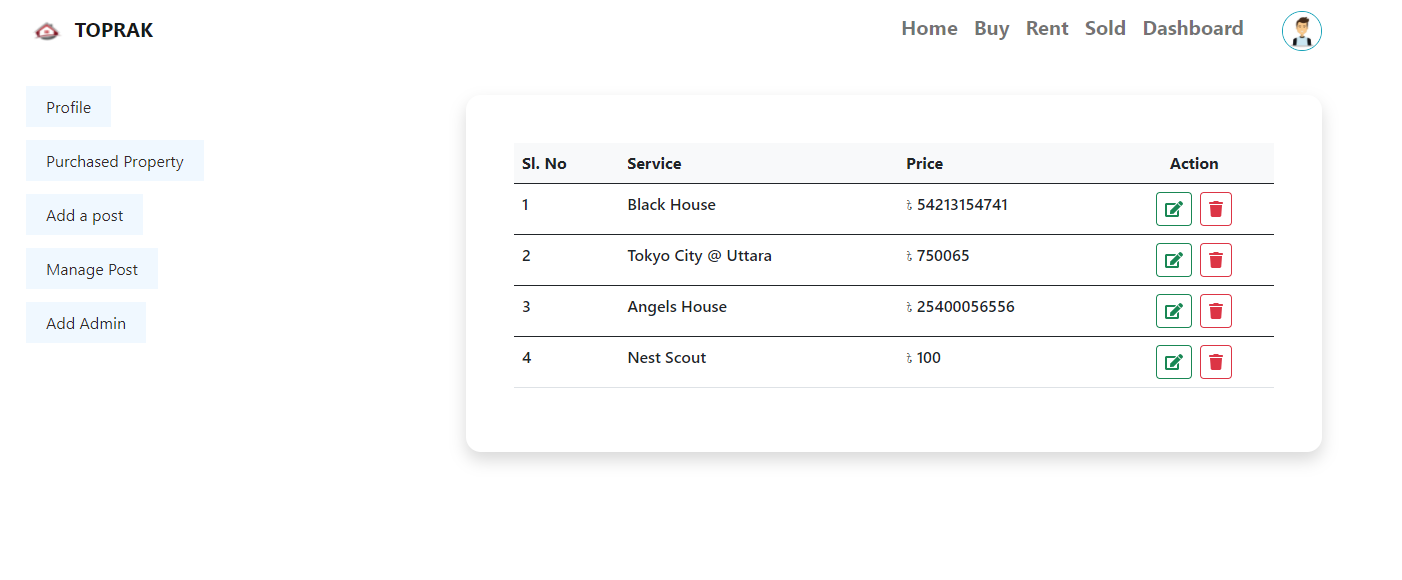 TOPRAK
Home Buy Rent Sold Dashboard
Profile
Purchased Property
Add a post
Manage Post
Add Admin
Sl. No Service Price Action
1 Black House ৳ 54213154741
2 Tokyo City @ Uttara ৳ 750065
3 Angels House ৳ 25400056556
4 Nest Scout ৳ 100